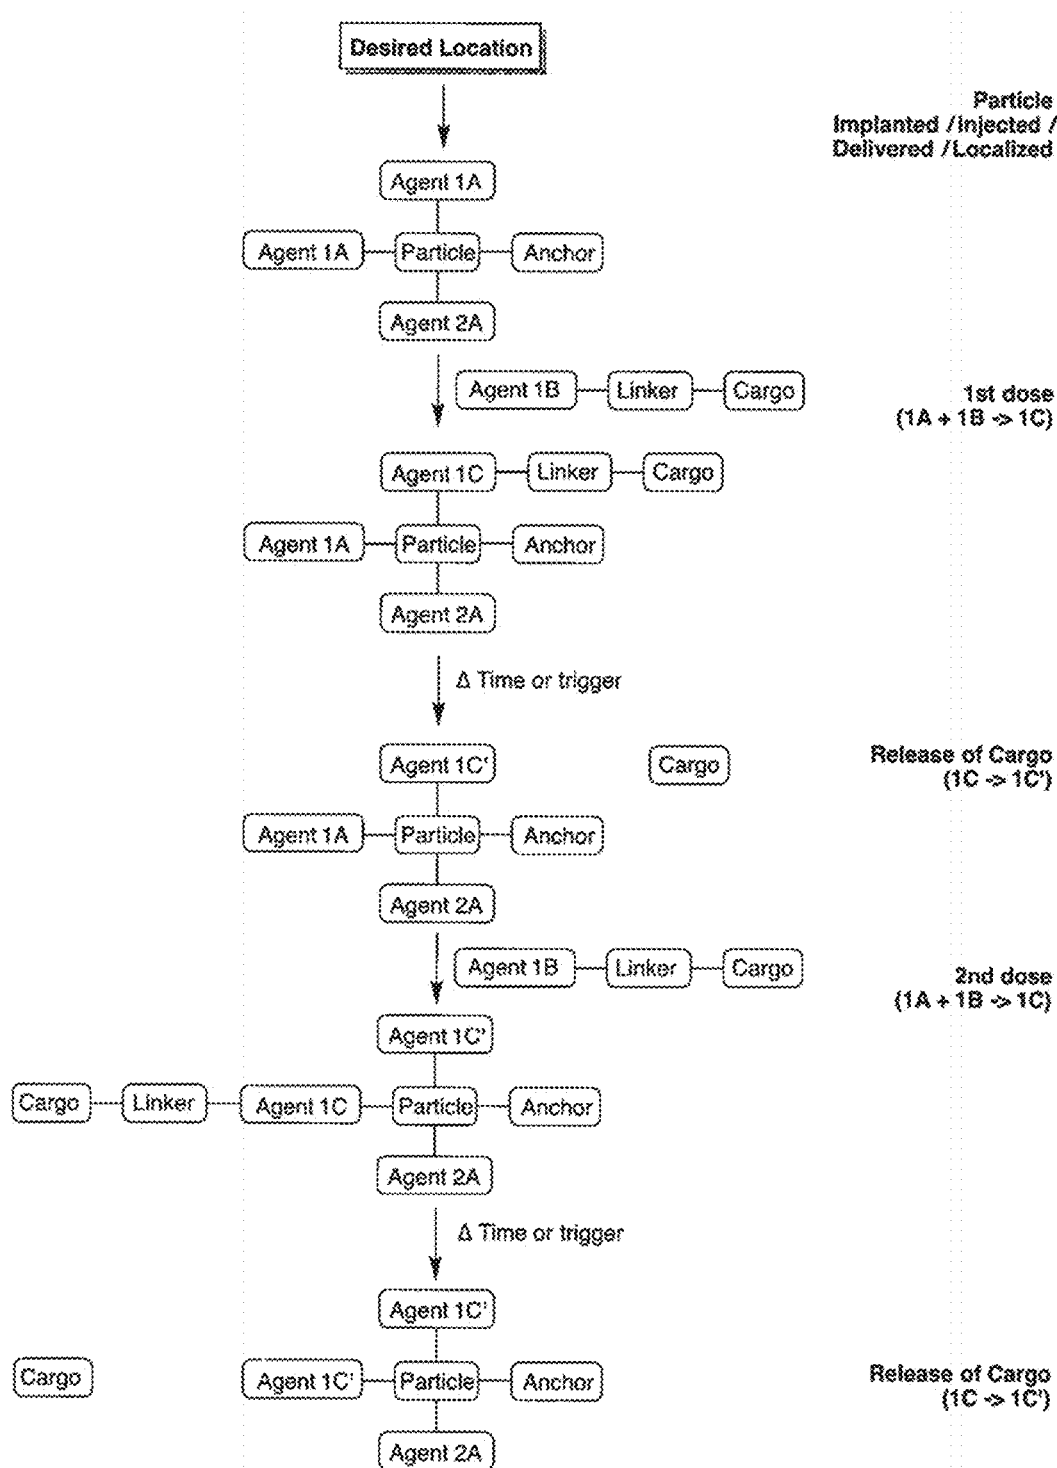 Desired Location
Particle
Implanted / Injected /
Delivered / Localized
Agent 1A
Agent 1A Particle Anchor
Agent 2A
Agent 1B Linker Cargo
1st dose
(1A + 1B -> 1C)
Agent 1C Linker Cargo
Agent 1A Particle Anchor
Agent 2A
Δ Time or trigger
Agent 1C' Cargo
Release of Cargo
(1C -> 1C')
Agent 1A Particle Anchor
Agent 2A
Agent 1B Linker Cargo
2nd dose
(1A + 1B -> 1C)
Agent 1C'
Cargo Linker Agent 1C Particle Anchor
Agent 2A
Δ Time or trigger
Agent 1C'
Cargo Agent 1C' Particle Anchor
Release of Cargo
(1C -> 1C')
Agent 2A